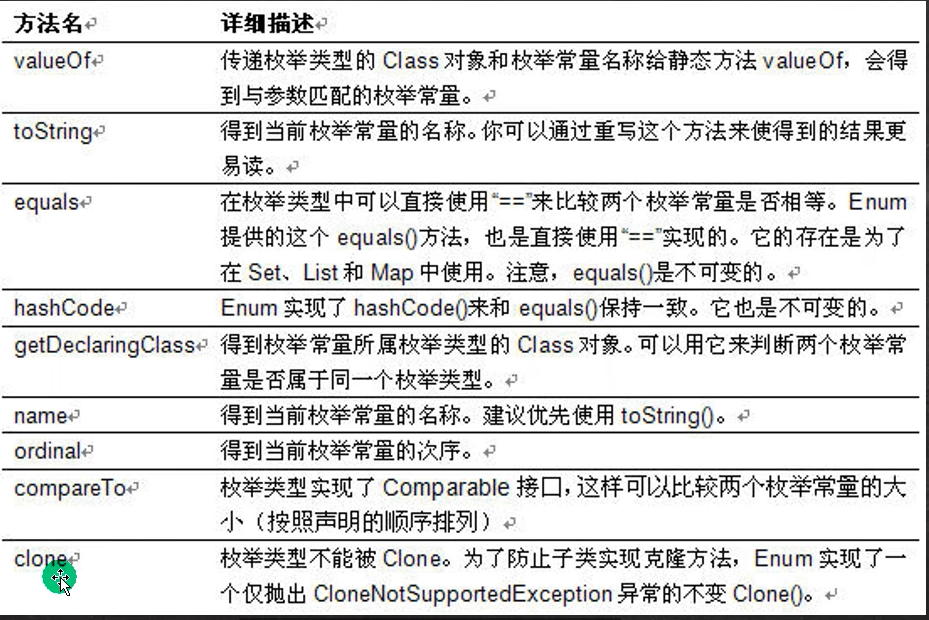 方法名 详细描述
valueOf 传递枚举类型的 Class 对象和枚举常量名称给静态方法 valueOf，会得
到与参数匹配的枚举常量。
toString 得到当前枚举常量的名称。你可以通过重写这个方法来使得到的结果更
易读。
equals 在枚举类型中可以直接使用“==”来比较两个枚举常量是否相等。Enum
提供的这个 equals()方法，也是直接使用“==”实现的。它的存在是为了
在 Set、List 和 Map 中使用。注意，equals()是不可变的。
hashCode Enum 实现了 hashCode()来和 equals()保持一致。它也是不可变的。
getDeclaringClass 得到枚举常量所属枚举类型的 Class 对象。可以用它来判断两个枚举常
量是否属于同一个枚举类型。
name 得到当前枚举常量的名称。建议优先使用 toString()。
ordinal 得到当前枚举常量的次序。
compareTo 枚举类型实现了 Comparable 接口，这样可以比较两个枚举常量的大
小（按照声明的顺序排列）
clone 枚举类型不能被 Clone。为了防止子类实现克隆方法，Enum 实现了一
个仅抛出 CloneNotSupportedException 异常的不变 Clone()。